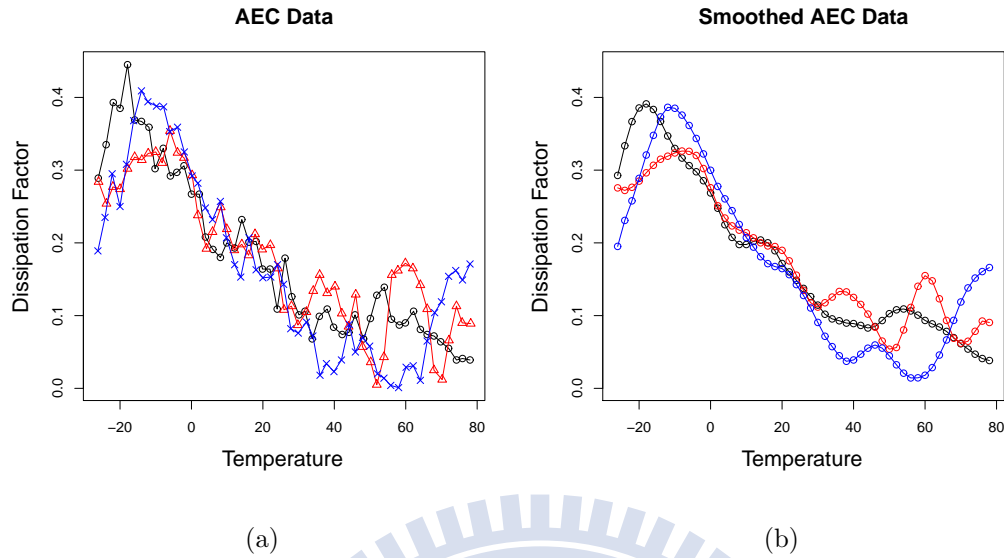 AEC Data
Dissipation Factor
0.4
0.3
0.2
0.1
0.0
−20
0
20
40
60
80
Temperature
(a)
Smoothed AEC Data
Dissipation Factor
0.4
0.3
0.2
0.1
0.0
−20
0
20
40
60
80
Temperature
(b)